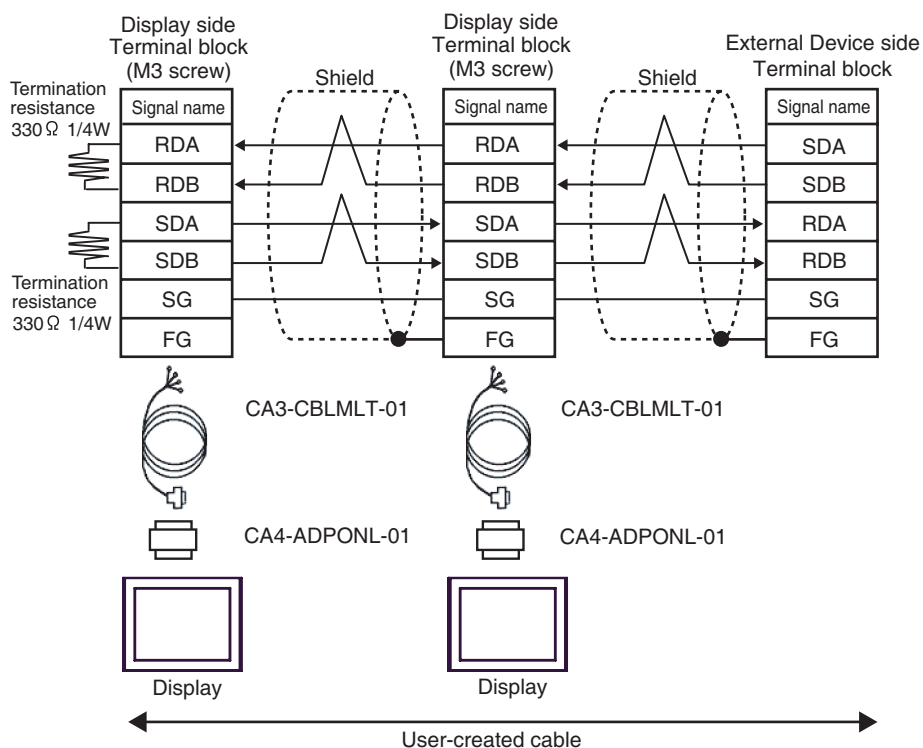 Display side
Terminal block
(M3 screw)
Display side
Terminal block
(M3 screw)
External Device side
Terminal block
Termination
resistance
330Ω 1/4W
Shield
Shield
Signal name
Signal name
Signal name
RDA
RDA
SDA
RDB
RDB
SDB
SDA
SDA
RDA
SDB
SDB
RDB
Termination
resistance
330Ω 1/4W
SG
SG
SG
FG
FG
FG
CA3-CBLMLT-01
CA3-CBLMLT-01
CA4-ADPONL-01
CA4-ADPONL-01
Display
Display
User-created cable